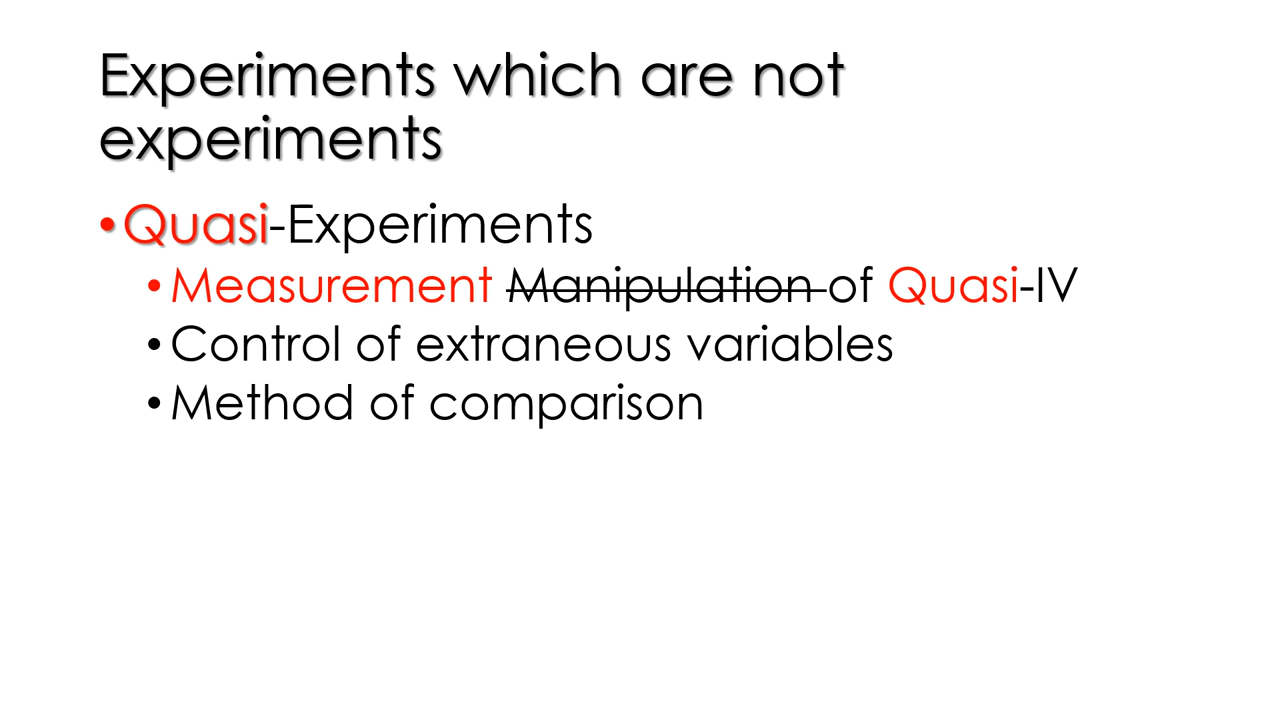 Experiments which are not
experiments
•Quasi-Experiments
•Measurement Manipulation of Quasi-IV
•Control of extraneous variables
•Method of comparison